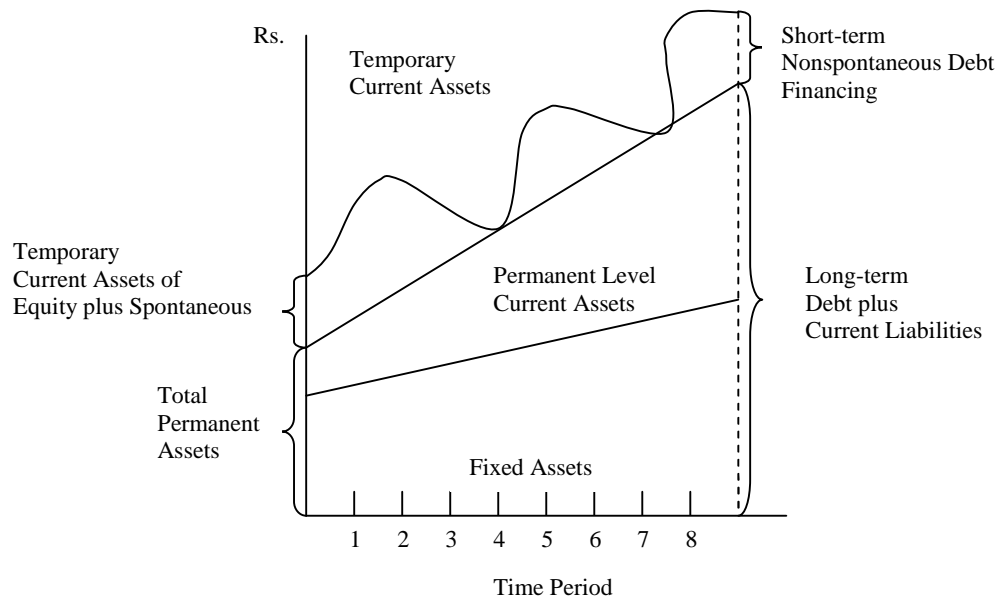 Rs.
Temporary
Current Assets
Short-term
Nonspontaneous Debt
Financing
Temporary
Current Assets of
Equity plus Spontaneous
Permanent Level
Current Assets
Long-term
Debt plus
Current Liabilities
Total
Permanent
Assets
Fixed Assets
1 2 3 4 5 6 7 8
Time Period